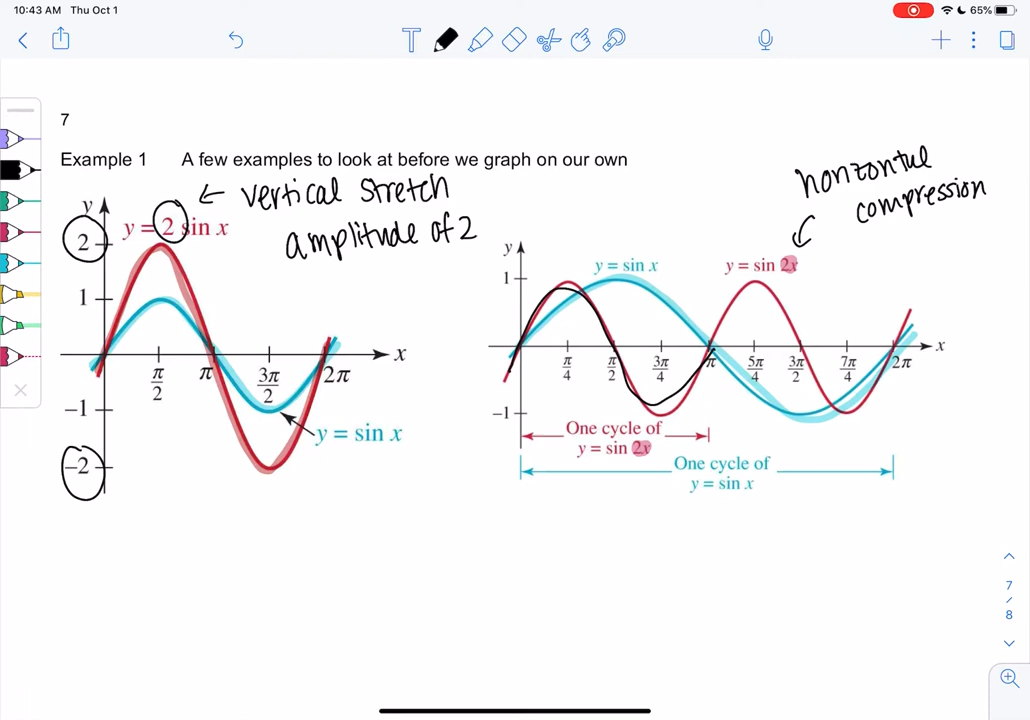 10:43 AM Thu Oct 1
65%
T
7
Example 1 A few examples to look at before we graph on our own
← vertical stretch
amplitude of 2
y = 2 sin x
y
2
1
-1
-2
π/2
π
3π/2
2π
x
y = sin x
horizontal
compression
y
1
-1
y = sin x
y = sin 2x
π/4
π/2
3π/4
π
5π/4
3π/2
7π/4
2π
x
One cycle of
y = sin 2x
One cycle of
y = sin x
7
/
8